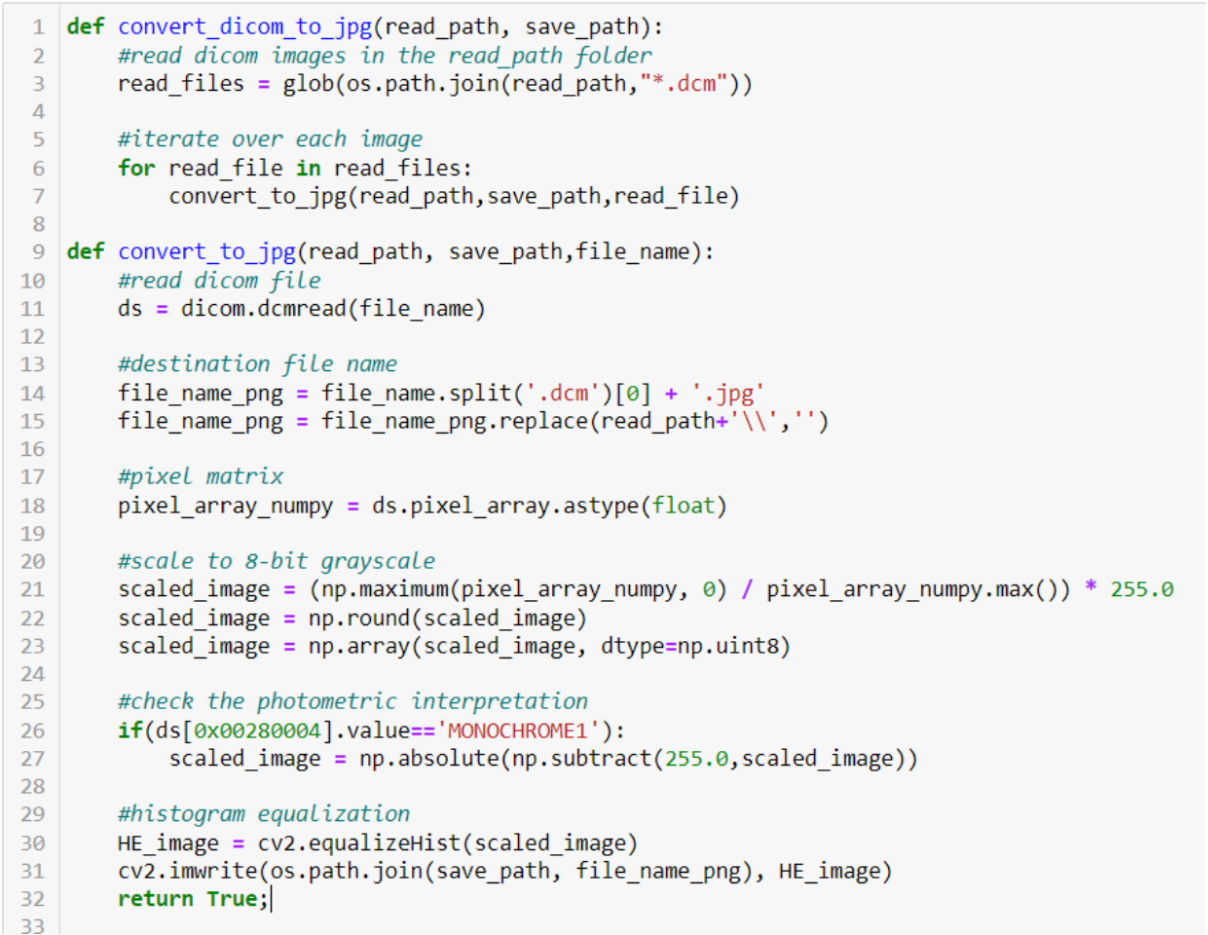 1 def convert_dicom_to_jpg(read_path, save_path):
2     #read dicom images in the read_path folder
3     read_files = glob(os.path.join(read_path,"*.dcm"))
4
5     #iterate over each image
6     for read_file in read_files:
7         convert_to_jpg(read_path,save_path,read_file)
8
9 def convert_to_jpg(read_path, save_path,file_name):
10     #read dicom file
11     ds = dicom.dcmread(file_name)
12
13     #destination file name
14     file_name_png = file_name.split('.dcm')[0] + '.jpg'
15     file_name_png = file_name_png.replace(read_path+'\\','')
16
17     #pixel matrix
18     pixel_array_numpy = ds.pixel_array.astype(float)
19
20     #scale to 8-bit grayscale
21     scaled_image = (np.maximum(pixel_array_numpy, 0) / pixel_array_numpy.max()) * 255.0
22     scaled_image = np.round(scaled_image)
23     scaled_image = np.array(scaled_image, dtype=np.uint8)
24
25     #check the photometric interpretation
26     if(ds[0x00280004].value=='MONOCHROME1'):
27         scaled_image = np.absolute(np.subtract(255.0,scaled_image))
28
29     #histogram equalization
30     HE_image = cv2.equalizeHist(scaled_image)
31     cv2.imwrite(os.path.join(save_path, file_name_png), HE_image)
32     return True;
33